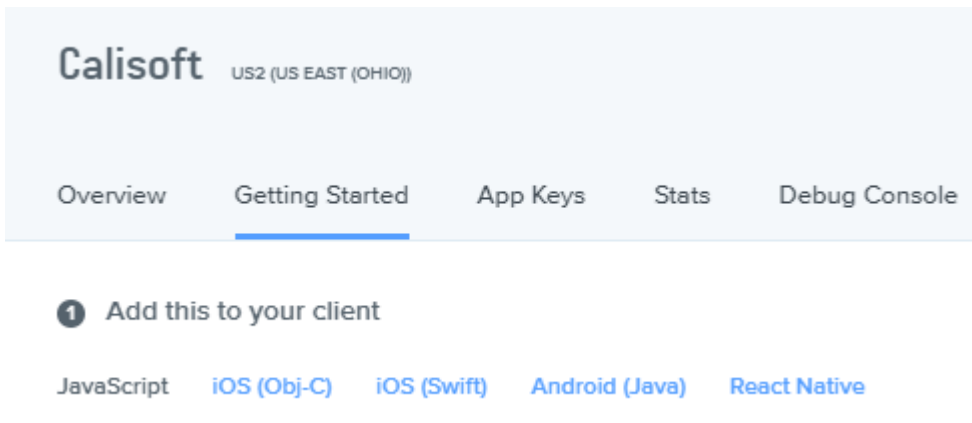 Calisoft US2 (US EAST (OHIO))
Overview Getting Started App Keys Stats Debug Console
1 Add this to your client
JavaScript iOS (Obj-C) iOS (Swift) Android (Java) React Native